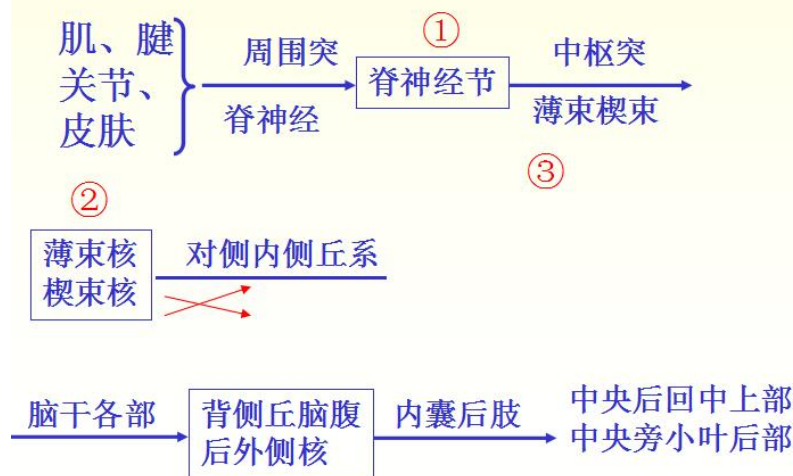 ①
肌、腱
关节、
皮肤
周围突
脊神经
脊神经节
中枢突
薄束楔束
③
②
薄束核
楔束核
对侧内侧丘系
脑干各部
背侧丘脑腹
后外侧核
内囊后肢
中央后回中上部
中央旁小叶后部